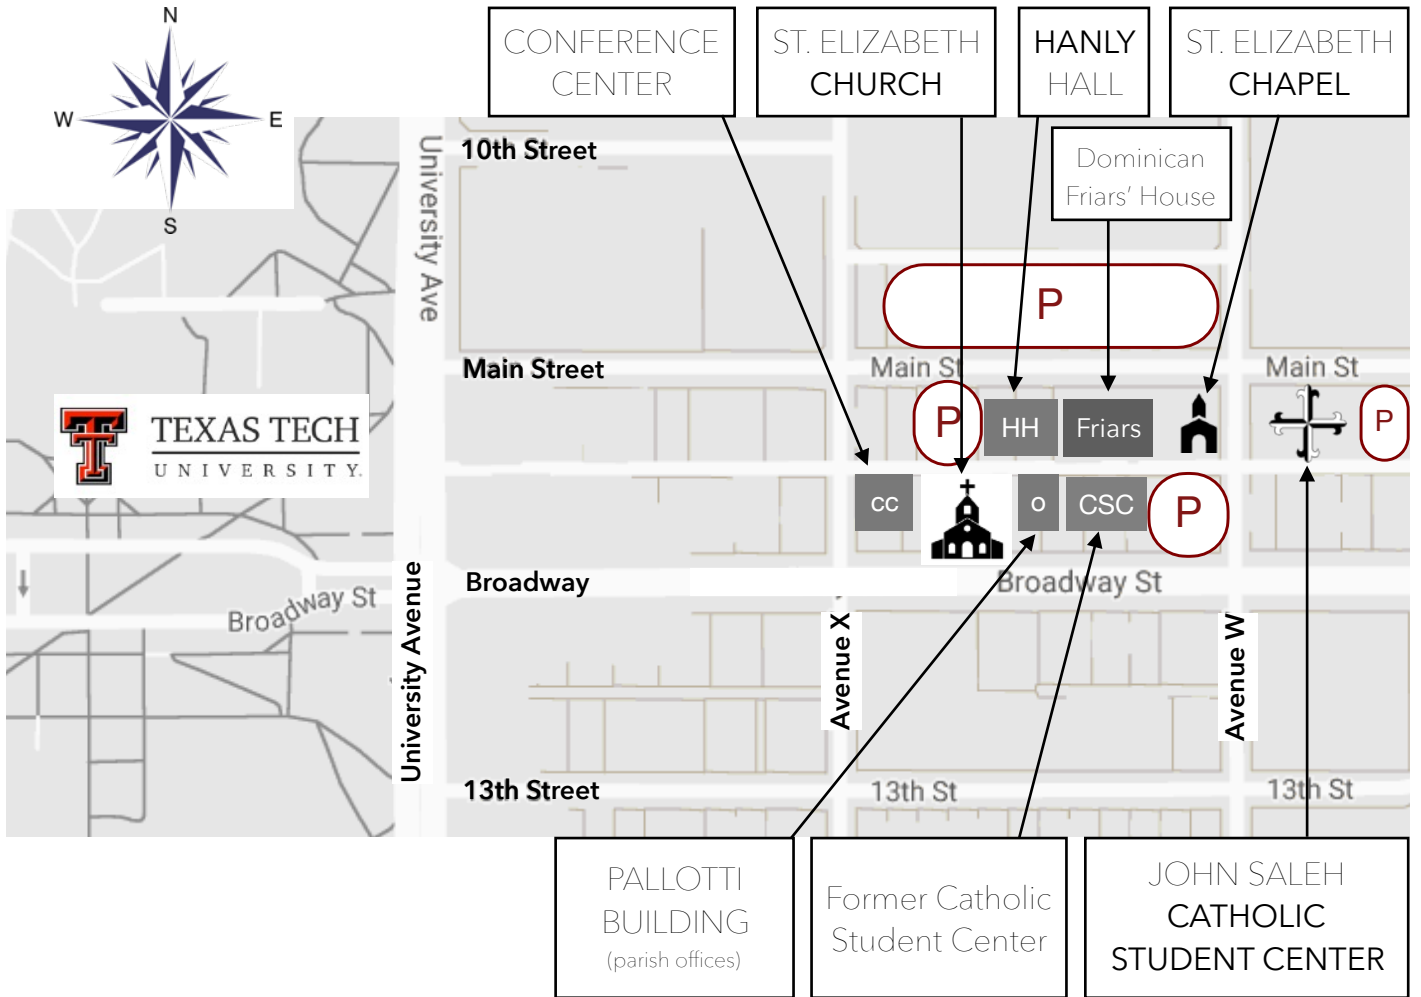 N
W
E
S
CONFERENCE
CENTER
ST. ELIZABETH
CHURCH
HANLY
HALL
ST. ELIZABETH
CHAPEL
Dominican
Friars' House
10th Street
University Ave
P
Main Street
Main St
Main St
TEXAS TECH
UNIVERSITY.
P
HH
Friars
P
cc
o
CSC
P
Broadway
Broadway St
Broadway St
University Avenue
Avenue X
Avenue W
13th Street
13th St
13th St
PALLOTTI
BUILDING
(parish offices)
Former Catholic
Student Center
JOHN SALEH
CATHOLIC
STUDENT CENTER